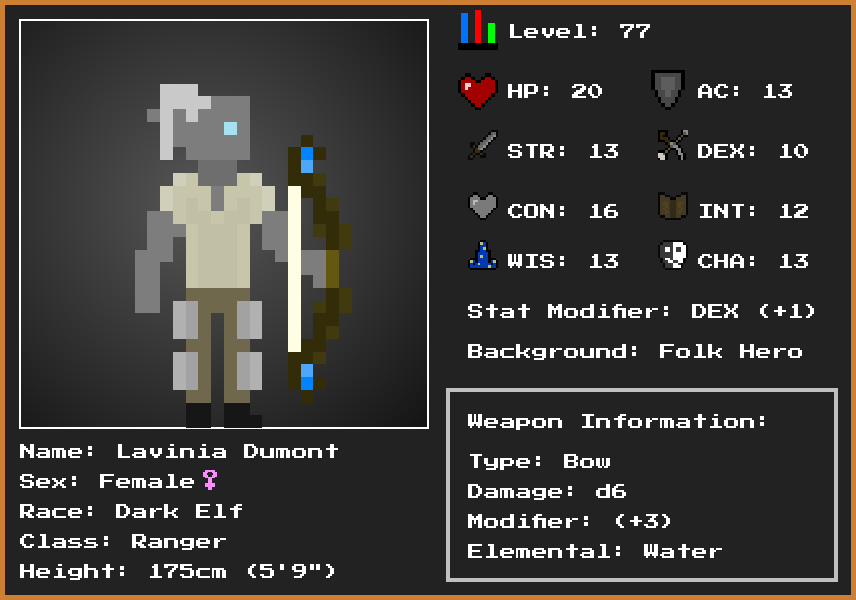 Level: 77
HP: 20
AC: 13
STR: 13
DEX: 10
CON: 16
INT: 12
WIS: 13
CHA: 13
Stat Modifier: DEX (+1)
Background: Folk Hero
Weapon Information:
Type: Bow
Damage: d6
Modifier: (+3)
Elemental: Water
Name: Lavinia Dumont
Sex: Female♀
Race: Dark Elf
Class: Ranger
Height: 175cm (5'9")